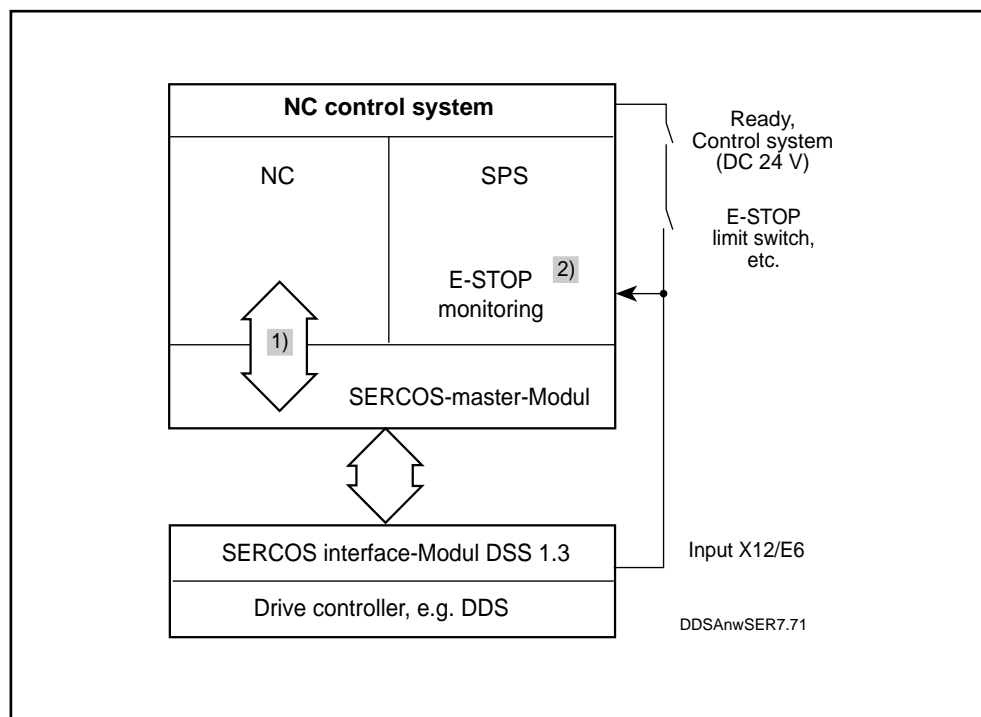 NC control system
NC
SPS
E-STOP 2)
monitoring
1)
SERCOS-master-Modul
Ready,
Control system
(DC 24 V)
E-STOP
limit switch,
etc.
SERCOS interface-Modul DSS 1.3
Drive controller, e.g. DDS
Input X12/E6
DDSAnwSER7.71